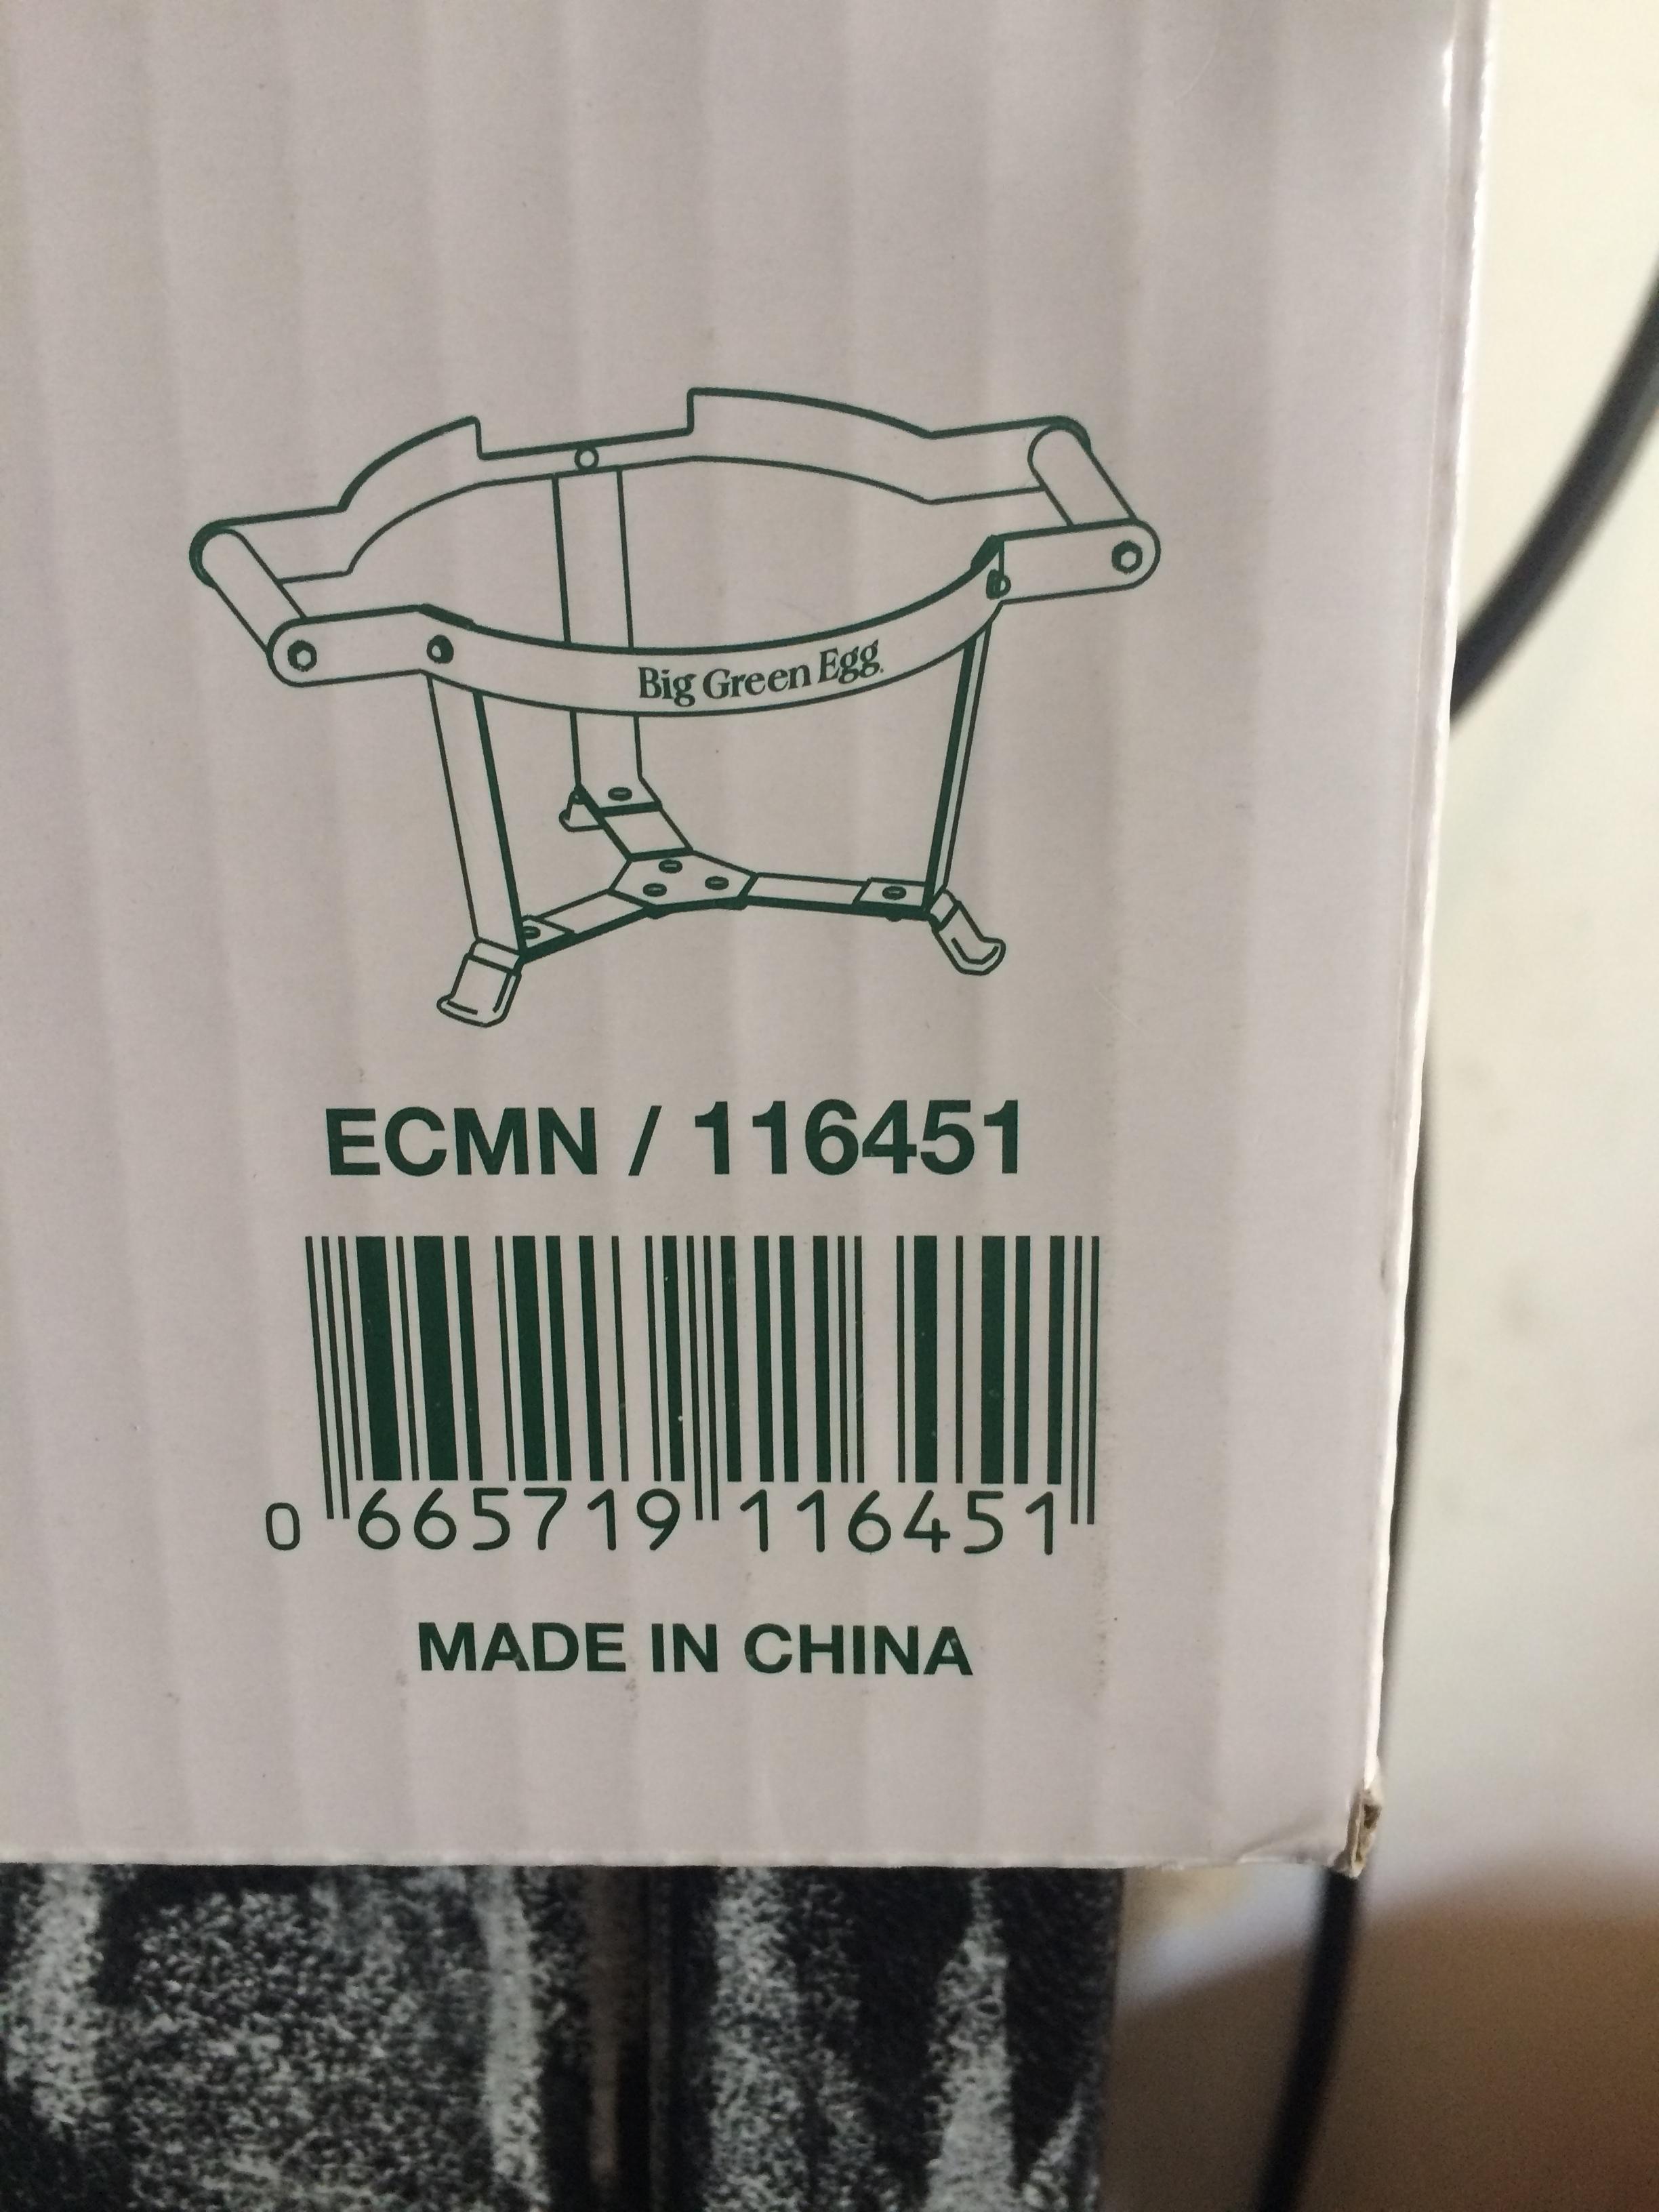 Big Green Egg
ECMN / 116451
0 665719 116451
MADE IN CHINA